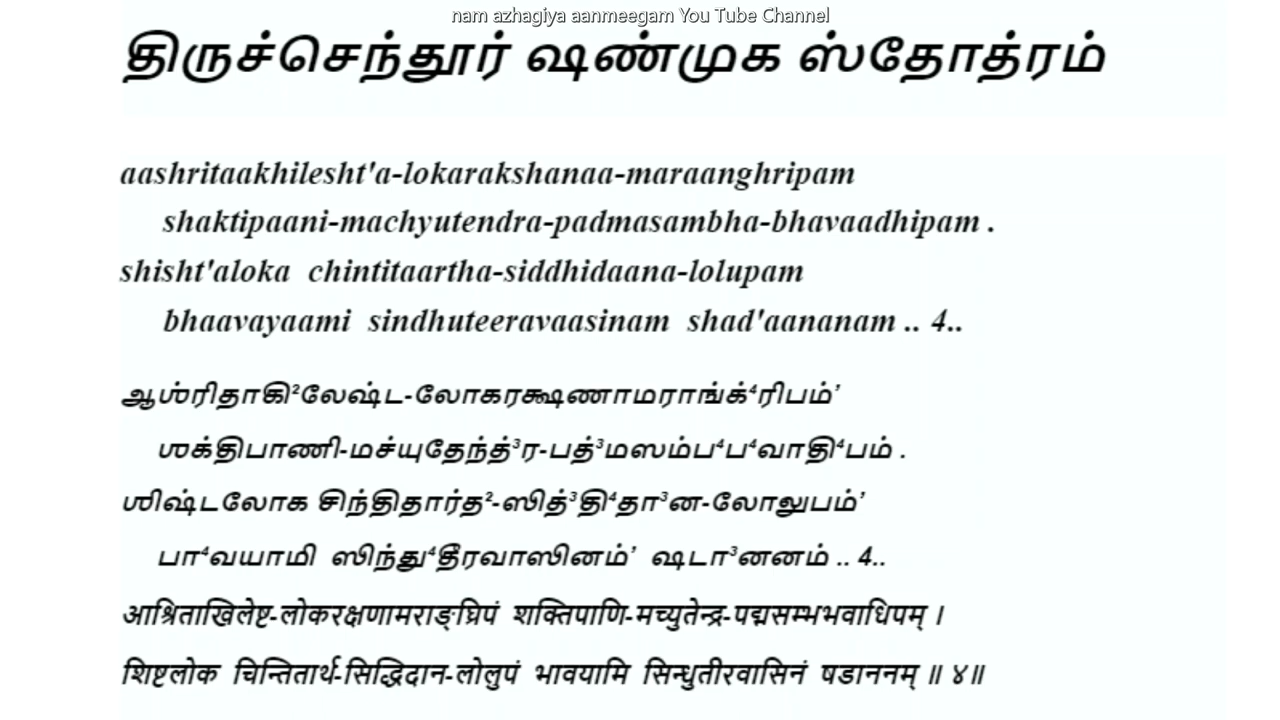 nam azhagiya aanmeegam You Tube Channel
திருச்செந்தூர் ஷண்முக ஸ்தோத்ரம்
aashritaakhilesht'a-lokarakshanaa-maraanghripam
shaktipaani-machyutendra-padmasambha-bhavaadhipam .
shisht'aloka chintitaartha-siddhidaana-lolupam
bhaavayaami sindhuteeravaasinam shad'aananam .. 4..
ஆஶ்ரிதாகி²லேஷ்ட-லோகரக்ஷணாமராங்க்⁴ரிபம்ʼ
ஶக்திபாணி-மச்யுதேந்த்³ர-பத்³மஸம்ப⁴ப⁴வாதி⁴பம் .
ஶிஷ்டலோக சிந்திதார்த²-ஸித்³தி⁴தா³ன-லோலுபம்ʼ
பா⁴வயாமி ஸிந்து⁴தீரவாஸினம்ʼ ஷடா³னனம் .. 4..
आश्रिताखिलेष्ट-लोकरक्षणामराङ्घ्रिपं शक्तिपाणि-मच्युतेन्द्र-पद्मसम्भभवाधिपम् ।
शिष्टलोक चिन्तितार्थ-सिद्धिदान-लोलुपं भावयामि सिन्धुतीरवासिनं षडाननम् ॥ ४॥